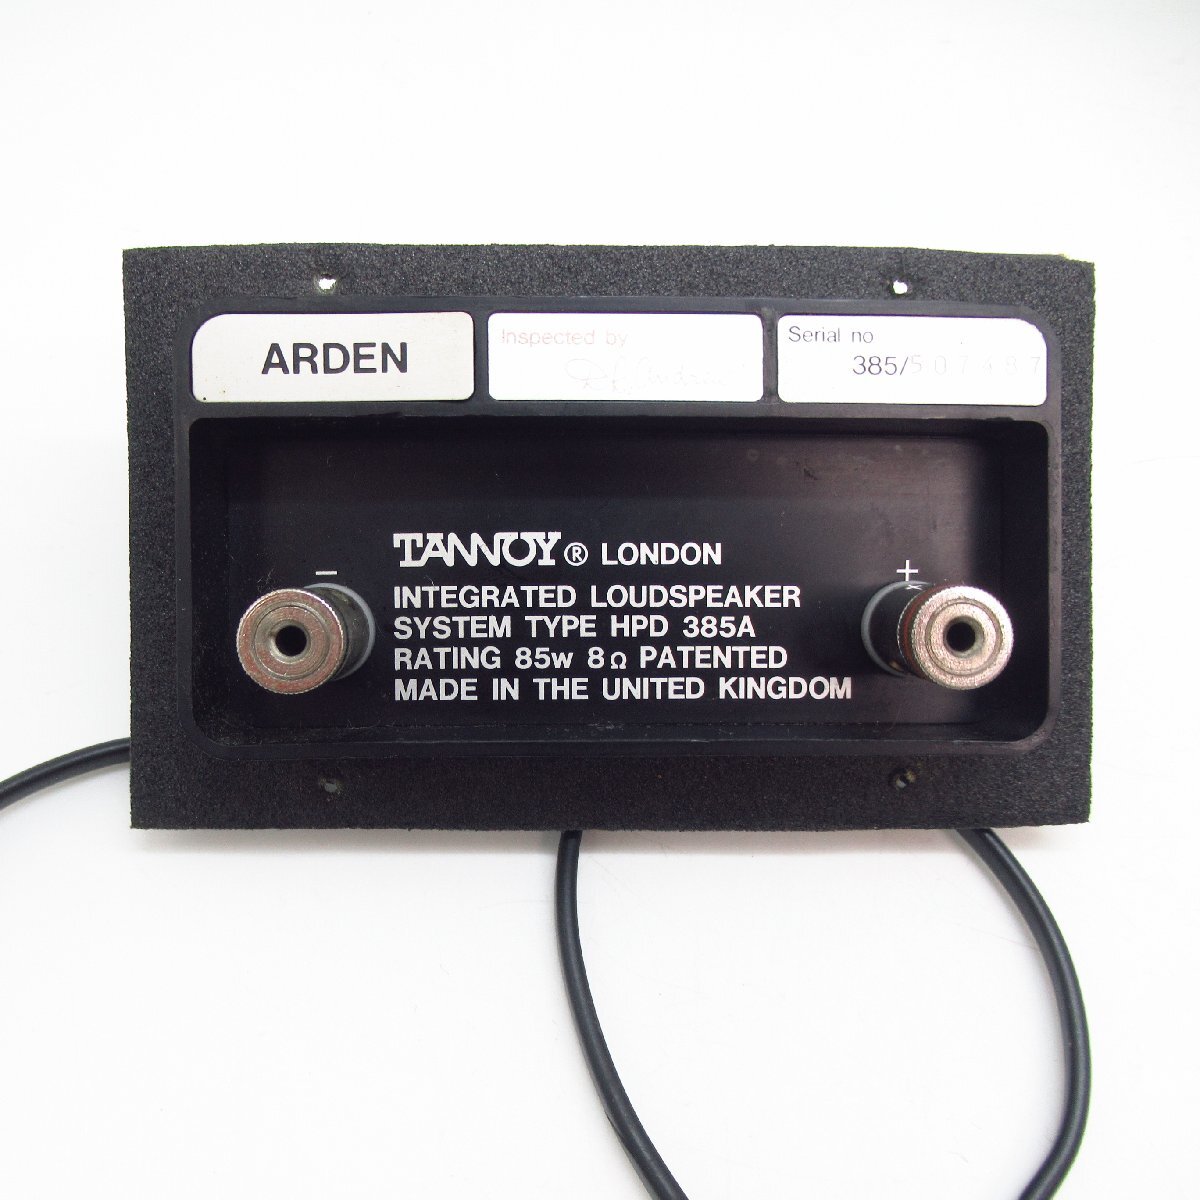 ARDEN
Inspected by
Serial no
385/507487
−
+
TANNOY ® LONDON
INTEGRATED LOUDSPEAKER
SYSTEM TYPE HPD 385A
RATING 85w 8Ω PATENTED
MADE IN THE UNITED KINGDOM